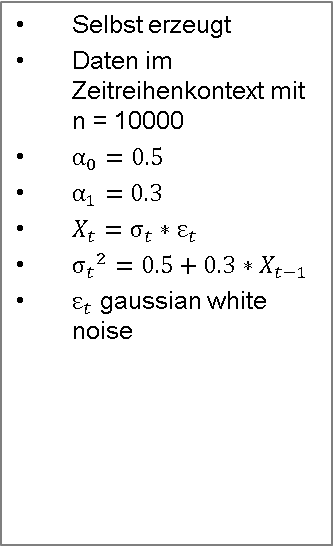 • Selbst erzeugt
• Daten im
Zeitreihenkontext mit
n = 10000
• α₀ = 0.5
• α₁ = 0.3
• Xₜ = σₜ ∗ εₜ
• σₜ² = 0.5 + 0.3 ∗ Xₜ₋₁
• εₜ gaussian white
noise